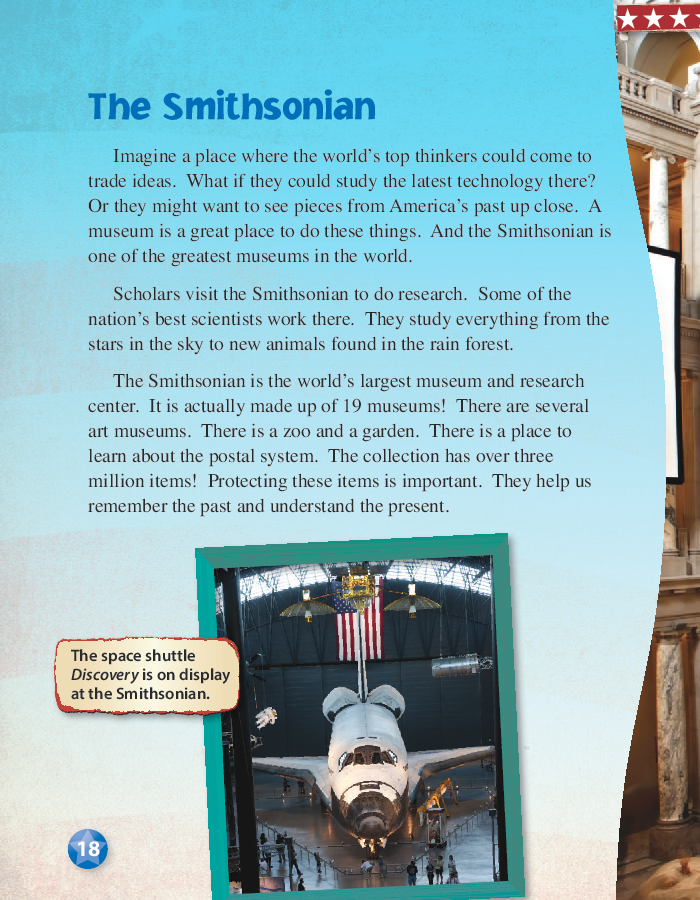 The Smithsonian
Imagine a place where the world’s top thinkers could come to
trade ideas.  What if they could study the latest technology there?
Or they might want to see pieces from America’s past up close.  A
museum is a great place to do these things.  And the Smithsonian is
one of the greatest museums in the world.
Scholars visit the Smithsonian to do research.  Some of the
nation’s best scientists work there.  They study everything from the
stars in the sky to new animals found in the rain forest.
The Smithsonian is the world’s largest museum and research
center.  It is actually made up of 19 museums!  There are several
art museums.  There is a zoo and a garden.  There is a place to
learn about the postal system.  The collection has over three
million items!  Protecting these items is important.  They help us
remember the past and understand the present.
The space shuttle
Discovery is on display
at the Smithsonian.
18